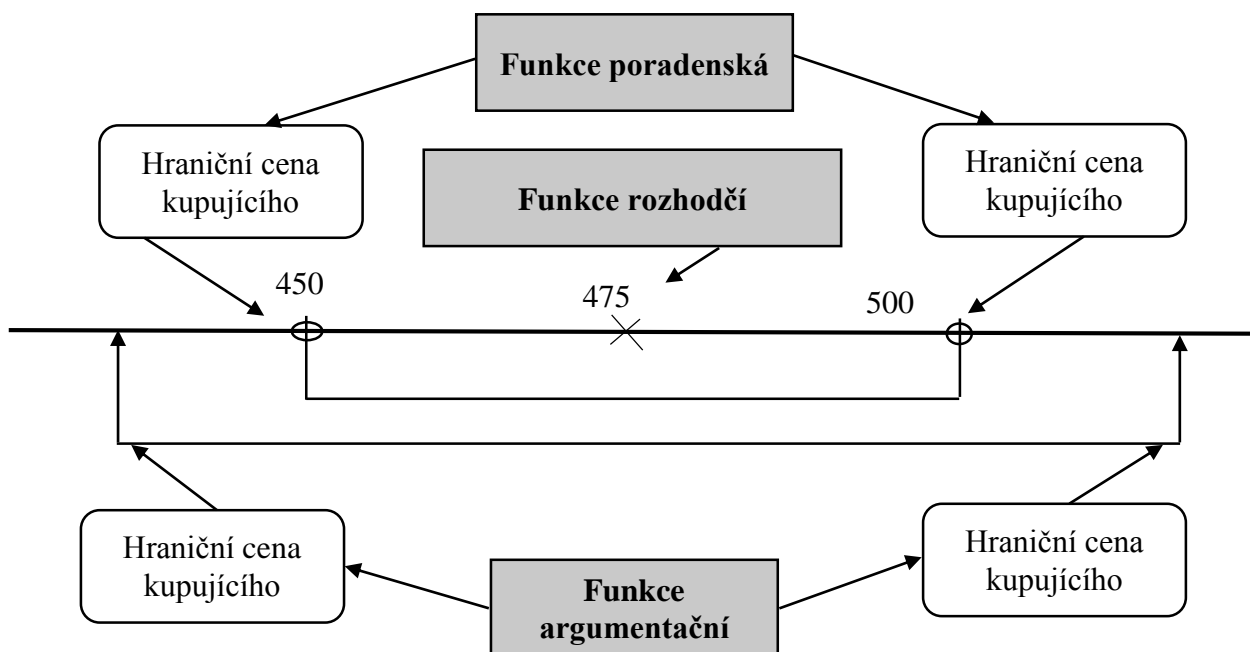 Funkce poradenská
Hraniční cena
kupujícího
Hraniční cena
kupujícího
Funkce rozhodčí
450
475
500
Hraniční cena
kupujícího
Hraniční cena
kupujícího
Funkce
argumentační